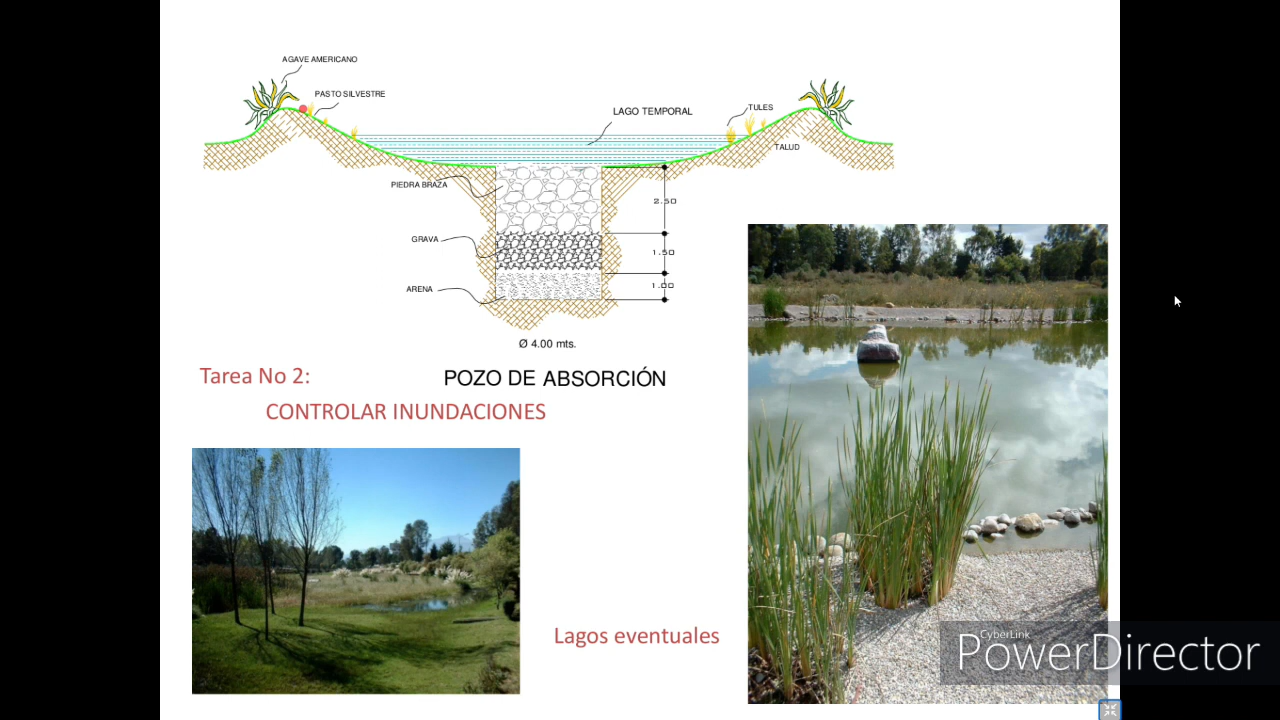 AGAVE AMERICANO
PASTO SILVESTRE
LAGO TEMPORAL
TULES
TALUD
PIEDRA BRAZA
2.50
GRAVA
1.50
ARENA
1.00
Ø 4.00 mts.
Tarea No 2:
POZO DE ABSORCIÓN
CONTROLAR INUNDACIONES
Lagos eventuales
CyberLink
PowerDirector